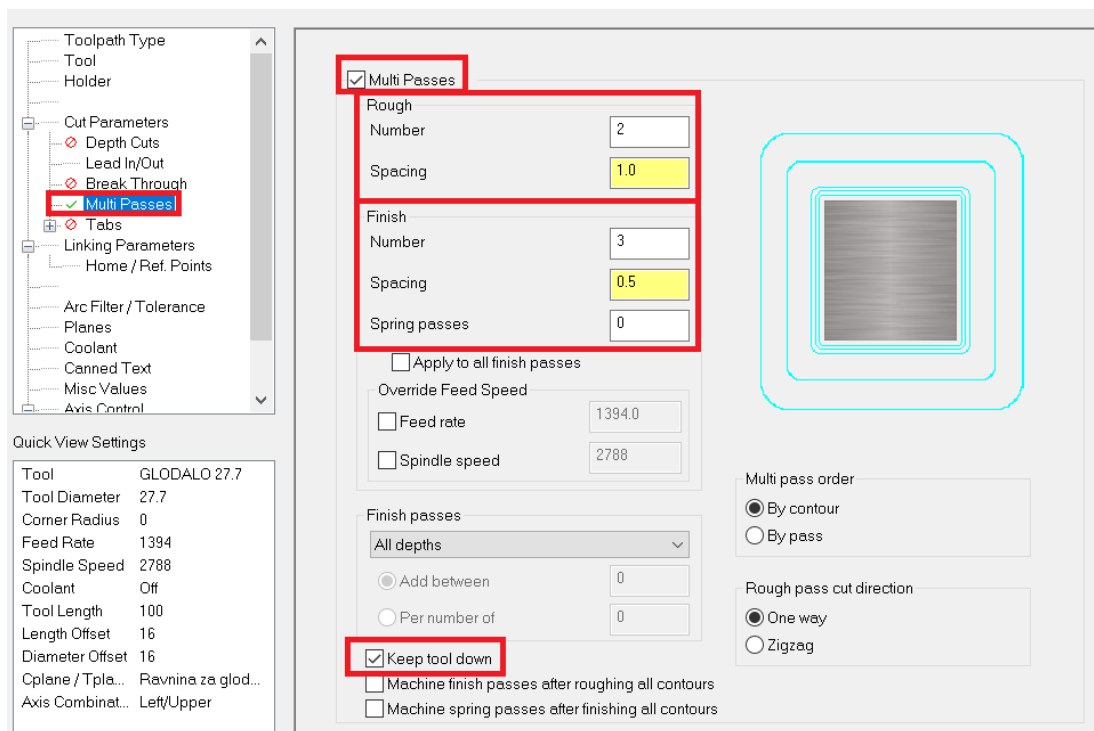 Toolpath Type
Tool
Holder
Cut Parameters
Depth Cuts
Lead In/Out
Break Through
Multi Passes
Tabs
Linking Parameters
Home / Ref. Points
Arc Filter / Tolerance
Planes
Coolant
Canned Text
Misc Values
Axis Control
Quick View Settings
Tool GLODALO 27.7
Tool Diameter 27.7
Corner Radius 0
Feed Rate 1394
Spindle Speed 2788
Coolant Off
Tool Length 100
Length Offset 16
Diameter Offset 16
Cplane / Tpla... Ravnina za glod...
Axis Combinat... Left/Upper
Multi Passes
Rough
Number 2
Spacing 1.0
Finish
Number 3
Spacing 0.5
Spring passes 0
Apply to all finish passes
Override Feed Speed
Feed rate 1394.0
Spindle speed 2788
Finish passes
All depths
Add between 0
Per number of 0
Keep tool down
Machine finish passes after roughing all contours
Machine spring passes after finishing all contours
Multi pass order
By contour
By pass
Rough pass cut direction
One way
Zigzag